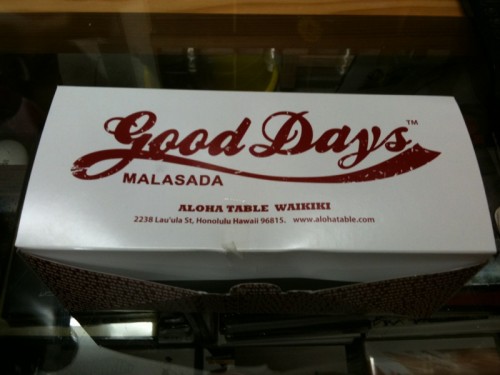 Good Days™
MALASADA
ALOHA TABLE WAIKIKI
2238 Lau'ula St, Honolulu Hawaii 96815. www.alohatable.com